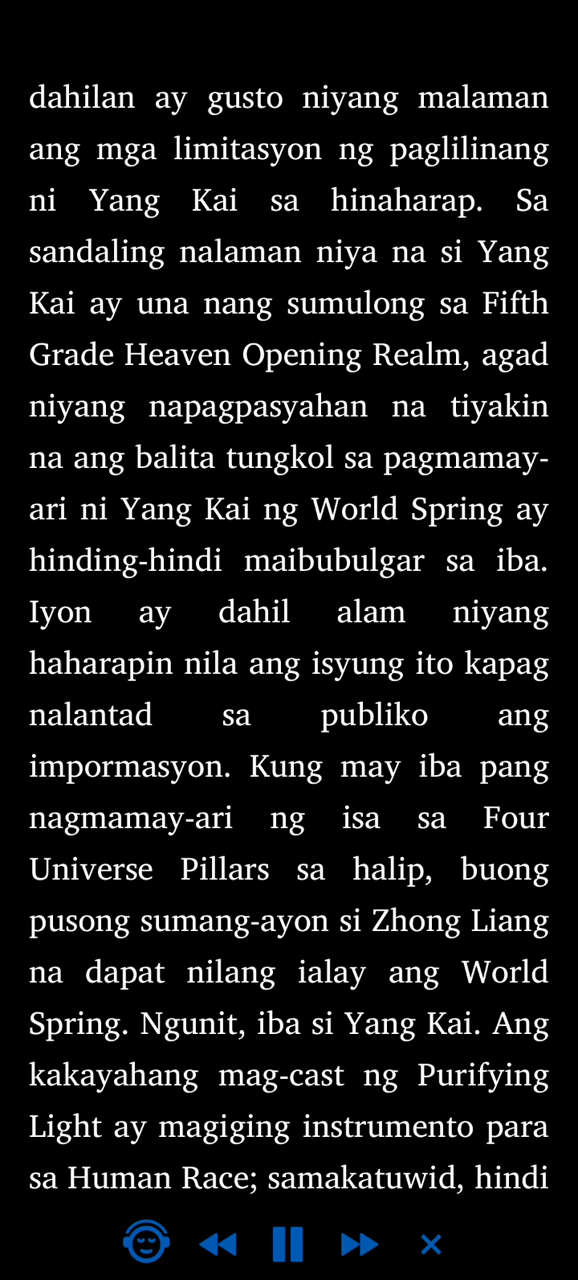 dahilan ay gusto niyang malaman
ang mga limitasyon ng paglilinang
ni Yang Kai sa hinaharap. Sa
sandaling nalaman niya na si Yang
Kai ay una nang sumulong sa Fifth
Grade Heaven Opening Realm, agad
niyang napagpasyahan na tiyakin
na ang balita tungkol sa pagmamay-
ari ni Yang Kai ng World Spring ay
hinding-hindi maibubulgar sa iba.
Iyon ay dahil alam niyang
haharapin nila ang isyung ito kapag
nalantad sa publiko ang
impormasyon. Kung may iba pang
nagmamay-ari ng isa sa Four
Universe Pillars sa halip, buong
pusong sumang-ayon si Zhong Liang
na dapat nilang ialay ang World
Spring. Ngunit, iba si Yang Kai. Ang
kakayahang mag-cast ng Purifying
Light ay magiging instrumento para
sa Human Race; samakatuwid, hindi